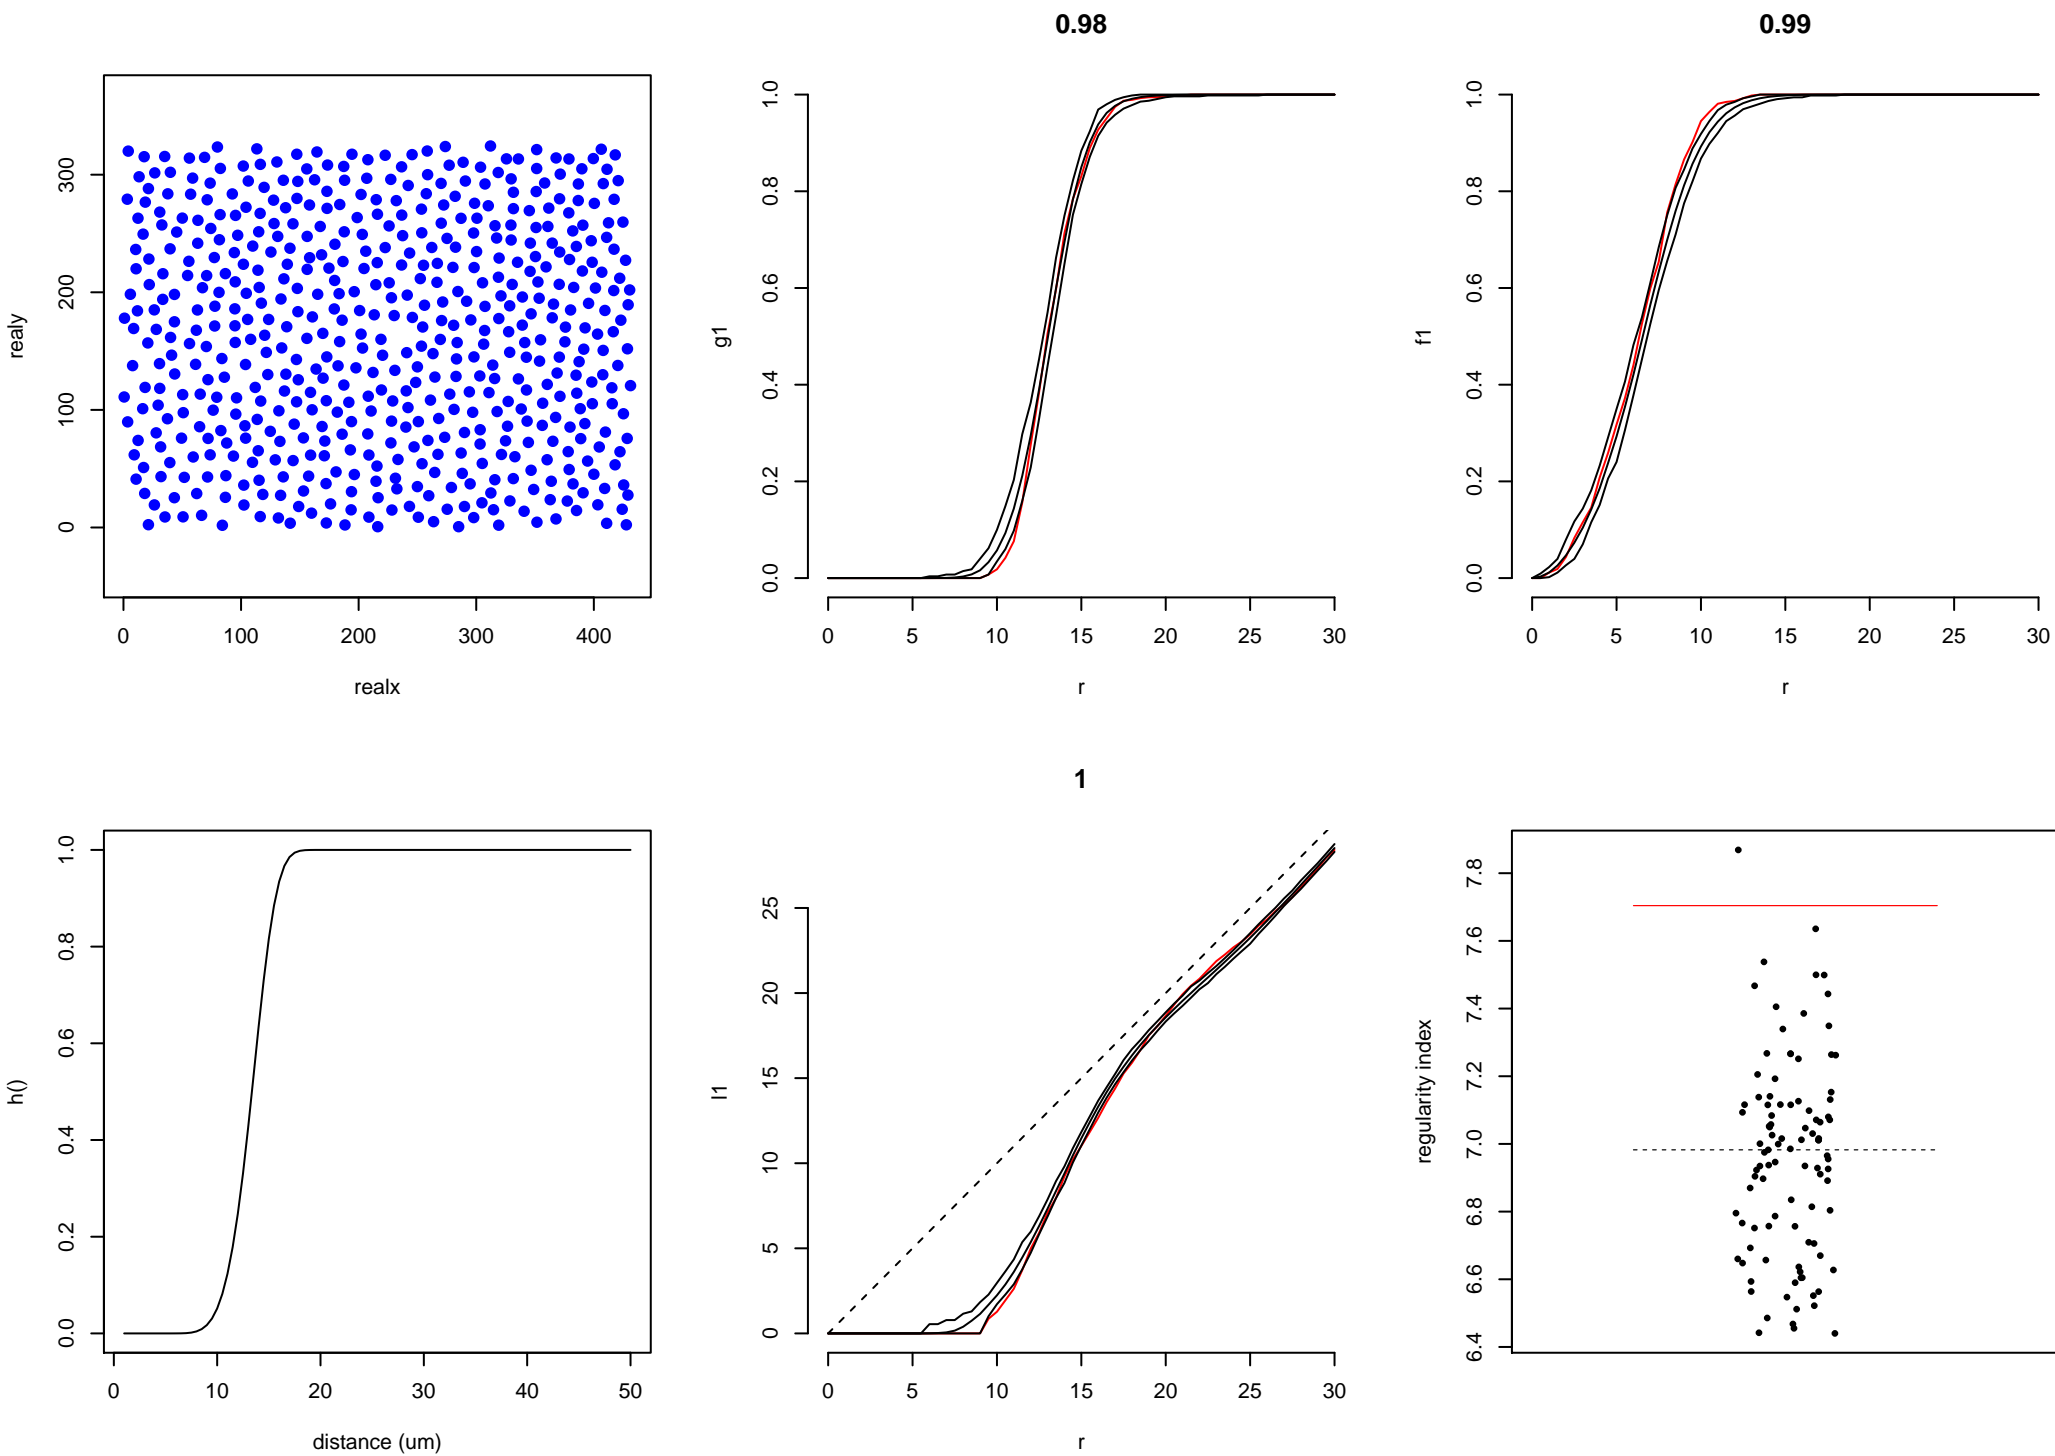 realy
0 100 200 300
0 100 200 300 400
realx
0.98
g1
0.0 0.2 0.4 0.6 0.8 1.0
0 5 10 15 20 25 30
r
0.99
f1
0.0 0.2 0.4 0.6 0.8 1.0
0 5 10 15 20 25 30
r
h()
0.0 0.2 0.4 0.6 0.8 1.0
0 10 20 30 40 50
distance (um)
1
l1
0 5 10 15 20 25
0 5 10 15 20 25 30
r
regularity index
6.4 6.6 6.8 7.0 7.2 7.4 7.6 7.8